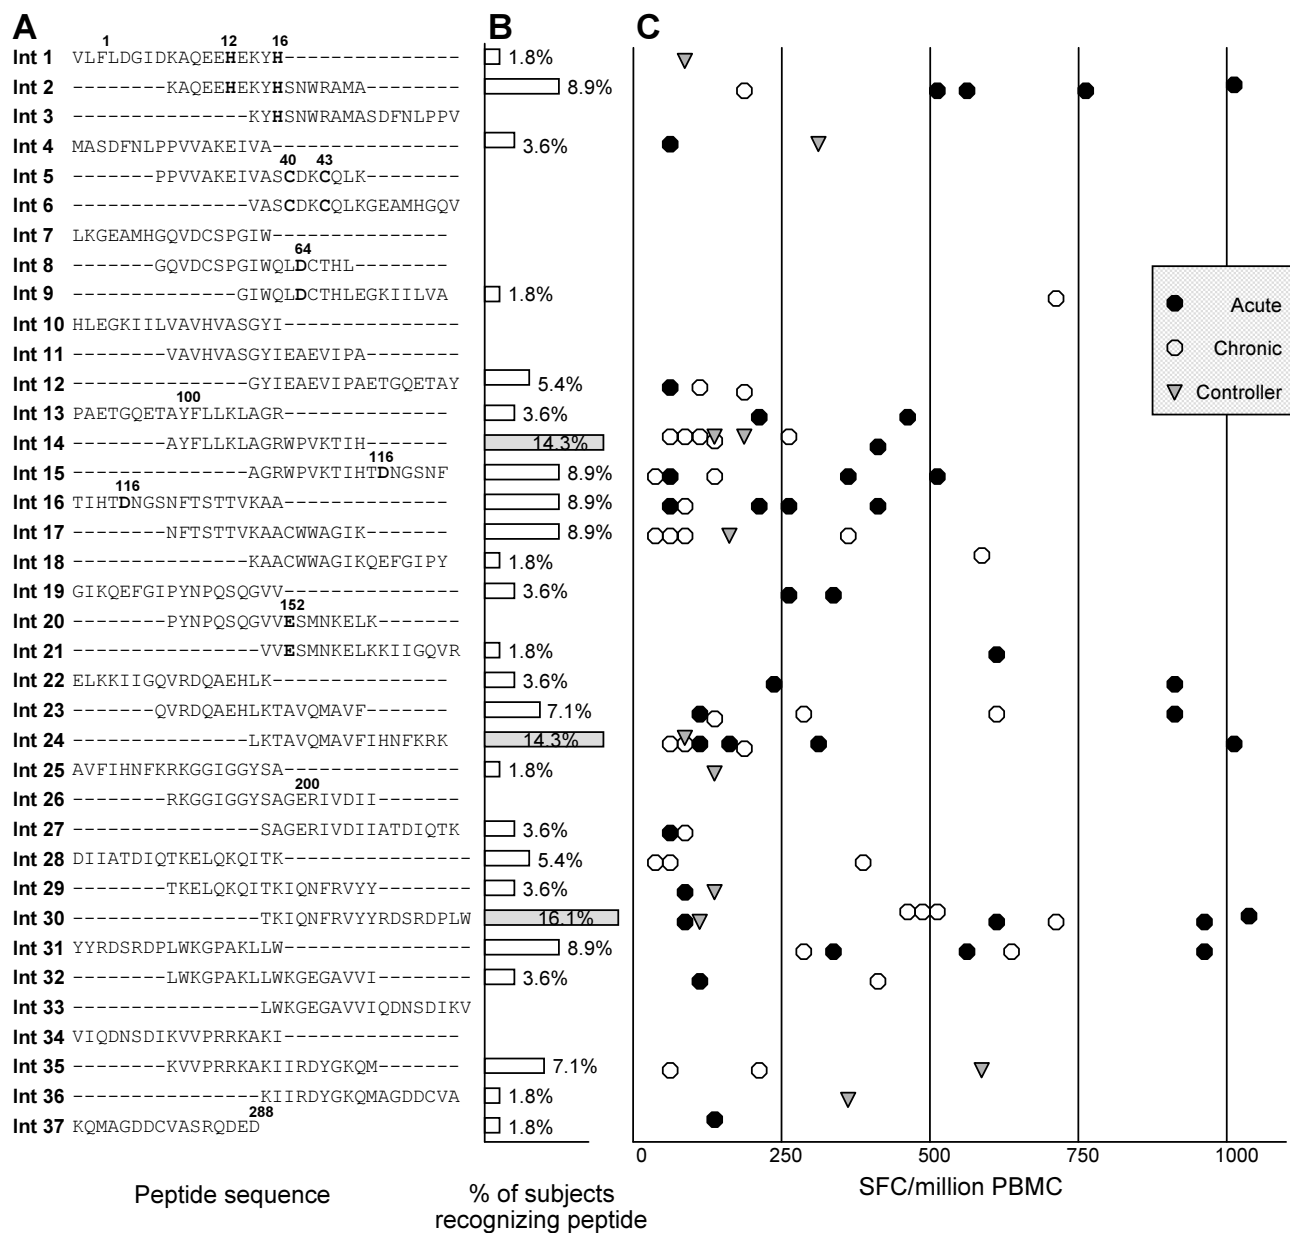 A B C
1 12 16
Int 1 VLFLDGIDKAQEEHEKYH--------------- 1.8%
Int 2 --------KAQEEHEKYHSNWRAMA-------- 8.9%
Int 3 ---------------KYHSNWRAMASDFNLPPV
Int 4 MASDFNLPPVVAKEIVA---------------- 3.6%
40 43
Int 5 -------PPVVAKEIVASCDKCQLK--------
Int 6 ---------------VASCDKCQLKGEAMHGQV
Int 7 LKGEAMHGQVDCSPGIW---------------
64
Int 8 -------GQVDCSPGIWQLDCTHL--------
Int 9 --------------GIWQLDCTHLEGKIILVA 1.8%
Int 10 HLEGKIILVAVHVASGYI---------------
Int 11 --------VAVHVASGYIEAEVIPA--------
Int 12 ---------------GYIEAEVIPAETGQETAY 5.4%
100
Int 13 PAETGQETAYFLLKLAGR-------------- 3.6%
Int 14 --------AYFLLKLAGRWPVKTIH------- 14.3%
116
Int 15 ---------------AGRWPVKTIHTDNGSNF 8.9%
116
Int 16 TIHTDNGSNFTSTTVKAA-------------- 8.9%
Int 17 --------NFTSTTVKAACWWAGIK------- 8.9%
Int 18 ---------------KAACWWAGIKQEFGIPY 1.8%
Int 19 GIKQEFGIPYNPQSQGVV--------------- 3.6%
152
Int 20 --------PYNPQSQGVVESMNKELK-------
Int 21 ----------------VVESMNKELKKIIGQVR 1.8%
Int 22 ELKKIIGQVRDQAEHLK--------------- 3.6%
Int 23 -------QVRDQAEHLKTAVQMAVF------- 7.1%
Int 24 ---------------LKTAVQMAVFIHNFKRK 14.3%
Int 25 AVFIHNFKRKGGIGGYSA--------------- 1.8%
200
Int 26 --------RKGGIGGYSAGERIVDII-------
Int 27 ----------------SAGERIVDIIATDIQTK 3.6%
Int 28 DIIATDIQTKELQKQITK---------------- 5.4%
Int 29 --------TKELQKQITKIQNFRVYY-------- 3.6%
Int 30 ----------------TKIQNFRVYYRDSRDPLW 16.1%
Int 31 YYRDSRDPLWKGPAKLLW---------------- 8.9%
Int 32 --------LWKGPAKLLWKGEGAVVI-------- 3.6%
Int 33 ----------------LWKGEGAVVIQDNSDIKV
Int 34 VIQDNSDIKVVPRRKAKI---------------
Int 35 --------KVVPRRKAKIIRDYGKQM------- 7.1%
Int 36 ----------------KIIRDYGKQMAGDDCVA 1.8%
288
Int 37 KQMAGDDCVASRQDED 1.8%
Acute
Chronic
Controller
0 250 500 750 1000
Peptide sequence
% of subjects
recognizing peptide
SFC/million PBMC